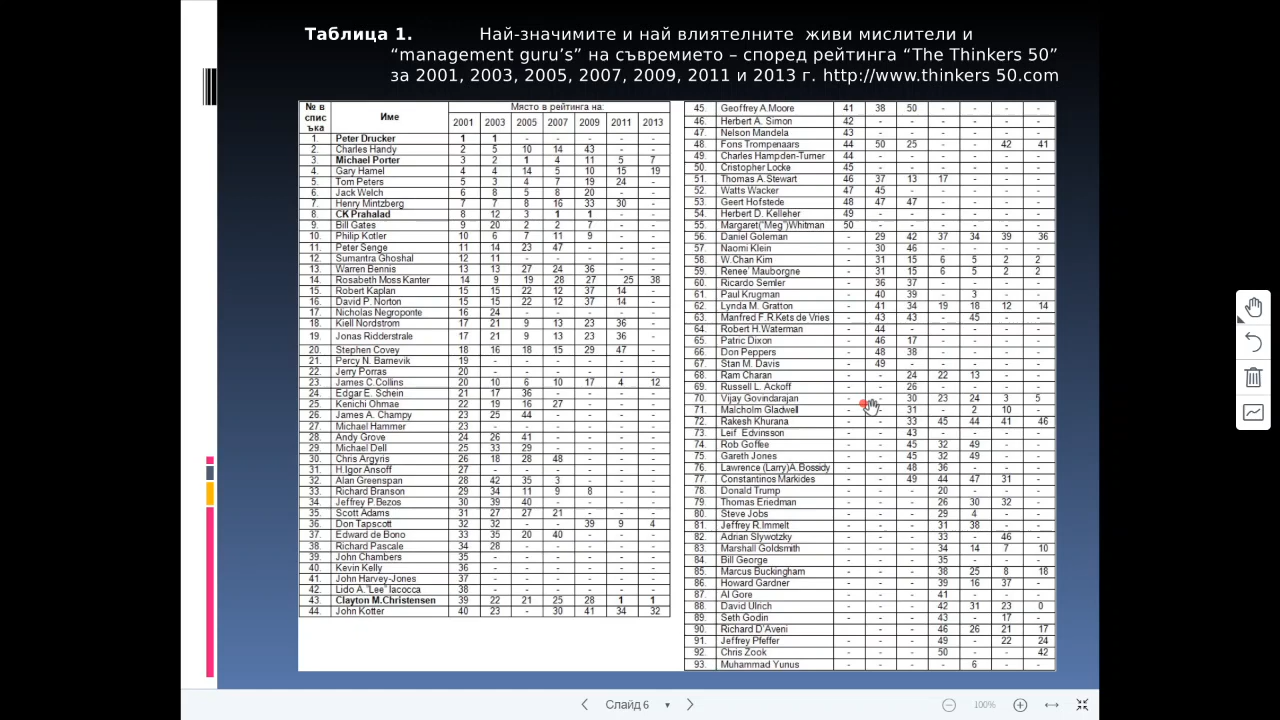 Таблица 1. Най-значимите и най влиятелните живи мислители и
“management guru’s” на съвремието – според рейтинга “The Thinkers 50”
за 2001, 2003, 2005, 2007, 2009, 2011 и 2013 г. http://www.thinkers 50.com
№ в списъка Име Място в рейтинга на:
2001 2003 2005 2007 2009 2011 2013
1. Peter Drucker 1 1 - - - - -
2. Charles Handy 2 5 10 14 43 - -
3. Michael Porter 3 2 1 4 11 5 7
4. Gary Hamel 4 4 14 5 10 15 19
5. Tom Peters 5 3 4 7 19 24 -
6. Jack Welch 6 8 5 8 20 - -
7. Henry Mintzberg 7 7 8 16 33 30 -
8. CK Prahalad 8 12 3 1 1 - -
9. Bill Gates 9 20 2 2 7 - -
10. Philip Kotler 10 6 7 11 9 - -
11. Peter Senge 11 14 23 47 - - -
12. Sumantra Ghoshal 12 11 - - - - -
13. Warren Bennis 13 13 27 24 36 - -
14. Rosabeth Moss Kanter 14 9 19 28 27 25 38
15. Robert Kaplan 15 15 22 12 37 14 -
16. David P. Norton 15 15 22 12 37 14 -
17. Nicholas Negroponte 16 24 - - - - -
18. Kiell Nordstrom 17 21 9 13 23 36 -
19. Jonas Ridderstrale 17 21 9 13 23 36 -
20. Stephen Covey 18 16 18 15 29 47 -
21. Percy N. Barnevik 19 - - - - - -
22. Jerry Porras 20 - - - - - -
23. James C.Collins 20 10 6 10 17 4 12
24. Edgar E. Schein 21 17 36 - - - -
25. Kenichi Ohmae 22 19 16 27 - - -
26. James A. Champy 23 25 44 - - - -
27. Michael Hammer 23 - - - - - -
28. Andy Grove 24 26 41 - - - -
29. Michael Dell 25 33 29 - - - -
30. Chris Argyris 26 18 28 48 - - -
31. H.Igor Ansoff 27 - - - - - -
32. Alan Greenspan 28 42 35 3 - - -
33. Richard Branson 29 34 11 9 8 - -
34. Jeffrey P.Bezos 30 39 40 - - - -
35. Scott Adams 31 27 27 21 - - -
36. Don Tapscott 32 32 - - 39 9 4
37. Edward de Bono 33 35 20 40 - - -
38. Richard Pascale 34 28 - - - - -
39. John Chambers 35 - - - - - -
40. Kevin Kelly 36 - - - - - -
41. John Harvey-Jones 37 - - - - - -
42. Lido A.”Lee” Iacocca 38 - - - - - -
43. Clayton M.Christensen 39 22 21 25 28 1 1
44. John Kotter 40 23 - 30 41 34 32
45. Geoffrey A.Moore 41 38 50 - - - -
46. Herbert A. Simon 42 - - - - - -
47. Nelson Mandela 43 - - - - - -
48. Fons Trompenaars 44 50 25 - - 42 41
49. Charles Hampden-Turner 44 - - - - - -
50. Cristopher Locke 45 - - - - - -
51. Thomas A.Stewart 46 37 13 17 - - -
52. Watts Wacker 47 45 - - - - -
53. Geert Hofstede 48 47 47 - - - -
54. Herbert D. Kelleher 49 - - - - - -
55. Margaret(“Meg”)Whitman 50 - - - - - -
56. Daniel Goleman - 29 42 37 34 39 36
57. Naomi Klein - 30 46 - - - -
58. W.Chan Kim - 31 15 6 5 2 2
59. Renee’ Mauborgne - 31 15 6 5 2 2
60. Ricardo Semler - 36 37 - - - -
61. Paul Krugman - 40 39 - 3 - -
62. Lynda M. Gratton - 41 34 19 18 12 14
63. Manfred F.R.Kets de Vries - 43 43 - 45 - -
64. Robert H.Waterman - 44 - - - - -
65. Patric Dixon - 46 17 - - - -
66. Don Peppers - 48 38 - - - -
67. Stan M. Davis - 49 - - - - -
68. Ram Charan - - 24 22 13 - -
69. Russell L. Ackoff - - 26 - - - -
70. Vijay Govindarajan - - 30 23 24 3 5
71. Malcholm Gladwell - - 31 - 2 10 -
72. Rakesh Khurana - - 33 45 44 41 46
73. Leif Edvinsson - - 43 - - - -
74. Rob Goffee - - 45 32 49 - -
75. Gareth Jones - - 45 32 49 - -
76. Lawrence (Larry)A.Bossidy - - 48 36 - - -
77. Constantinos Markides - - 49 44 47 31 -
78. Donald Trump - - - 20 - - -
79. Thomas Eriedman - - - 26 30 32 -
80. Steve Jobs - - - 29 4 - -
81. Jeffrey R.Immelt - - - 31 38 - -
82. Adrian Slywotzky - - - 33 - 46 -
83. Marshall Goldsmith - - - 34 14 7 10
84. Bill George - - - 35 - - -
85. Marcus Buckingham - - - 38 25 8 18
86. Howard Gardner - - - 39 16 37 -
87. Al Gore - - - 41 - - -
88. David Ulrich - - - 42 31 23 0
89. Seth Godin - - - 43 - 17 -
90. Richard D’Aveni - - 46 26 21 17
91. Jeffrey Pfeffer - - - 49 - 22 24
92. Chris Zook - - - 50 - - 42
93. Muhammad Yunus - - - - 6 - -
Слайд 6
100%